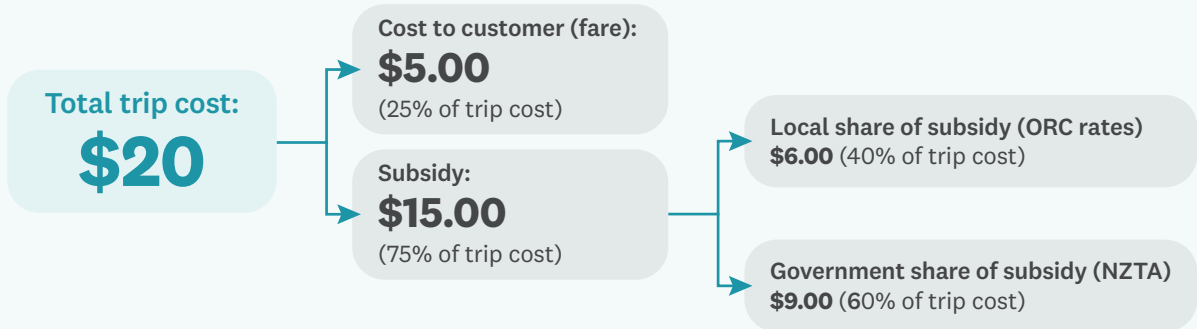 Total trip cost:
$20
Cost to customer (fare):
$5.00
(25% of trip cost)
Subsidy:
$15.00
(75% of trip cost)
Local share of subsidy (ORC rates)
$6.00 (40% of trip cost)
Government share of subsidy (NZTA)
$9.00 (60% of trip cost)